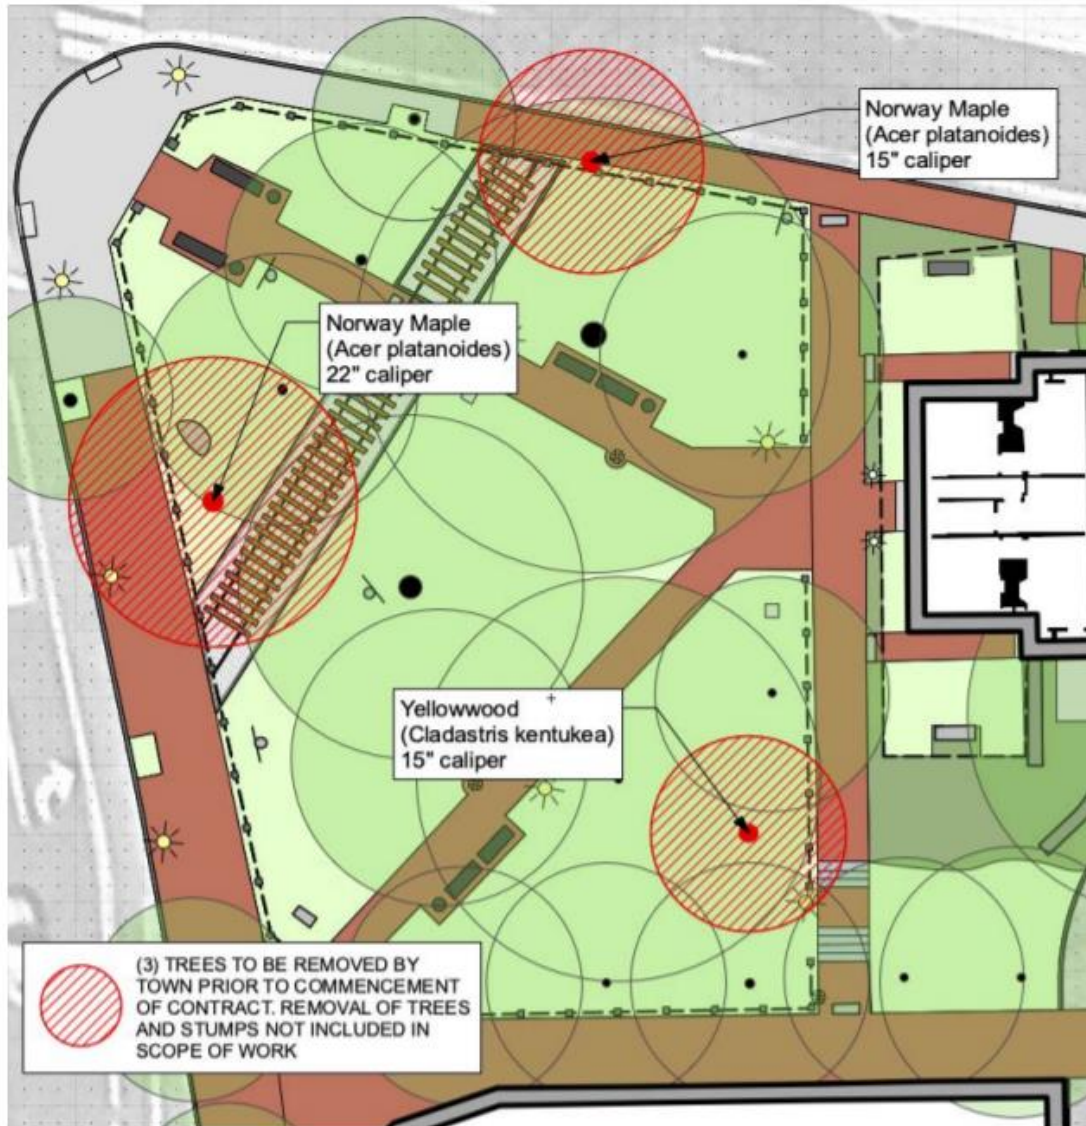 Norway Maple
(Acer platanoides)
15" caliper
Norway Maple
(Acer platanoides)
22" caliper
Yellowwood
(Cladastris kentukea)
15" caliper
(3) TREES TO BE REMOVED BY
TOWN PRIOR TO COMMENCEMENT
OF CONTRACT. REMOVAL OF TREES
AND STUMPS NOT INCLUDED IN
SCOPE OF WORK